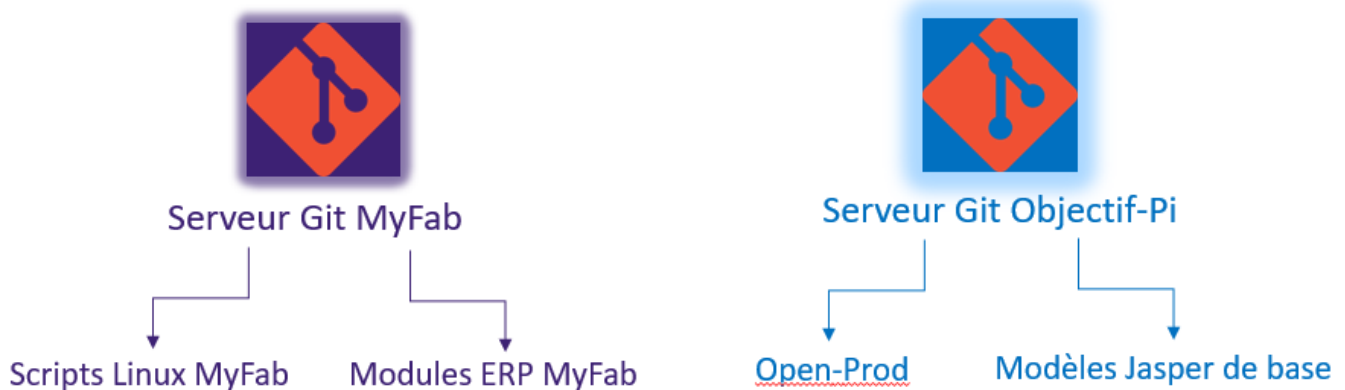 Serveur Git MyFab
Serveur Git Objectif-Pi
Scripts Linux MyFab
Modules ERP MyFab
Open-Prod
Modèles Jasper de base